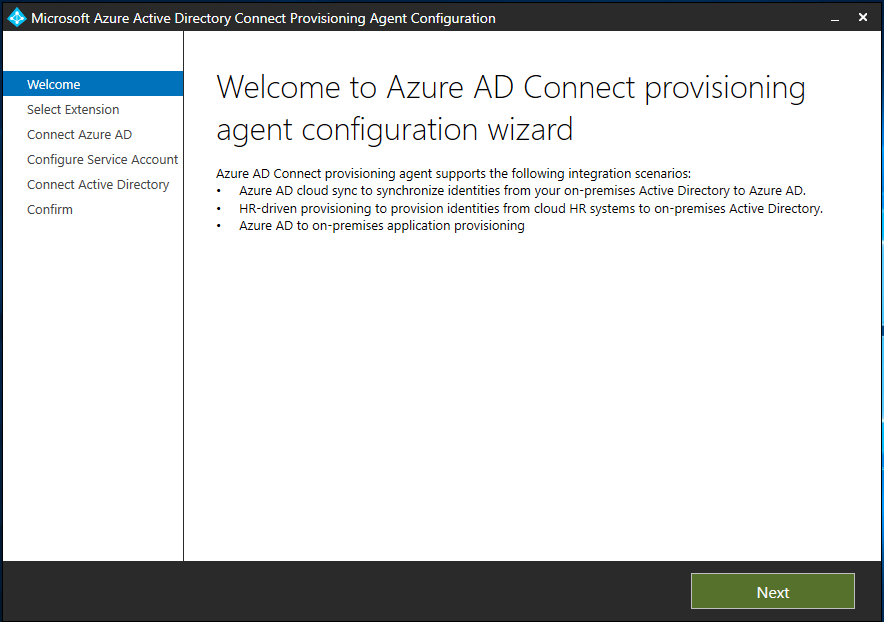 Microsoft Azure Active Directory Connect Provisioning Agent Configuration
Welcome
Select Extension
Connect Azure AD
Configure Service Account
Connect Active Directory
Confirm
Welcome to Azure AD Connect provisioning
agent configuration wizard
Azure AD Connect provisioning agent supports the following integration scenarios:
• Azure AD cloud sync to synchronize identities from your on-premises Active Directory to Azure AD.
• HR-driven provisioning to provision identities from cloud HR systems to on-premises Active Directory.
• Azure AD to on-premises application provisioning
Next